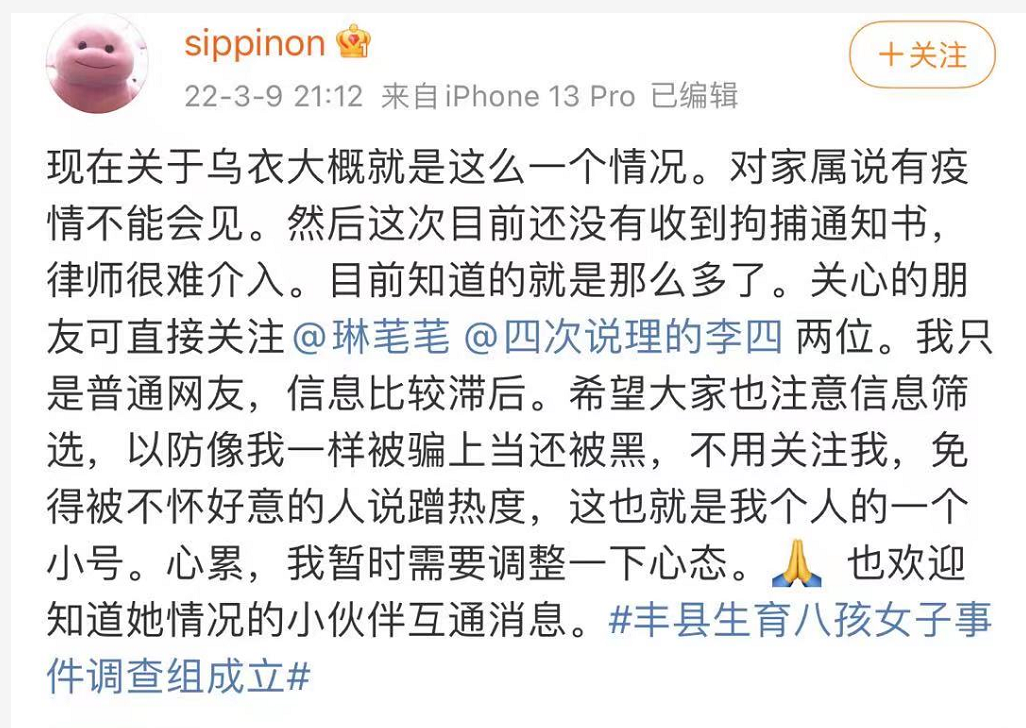 sippinon
+关注
22-3-9 21:12 来自iPhone 13 Pro 已编辑
现在关于乌衣大概就是这么一个情况。对家属说有疫
情不能会见。然后这次目前还没有收到拘捕通知书，
律师很难介入。目前知道的就是那么多了。关心的朋
友可直接关注@琳芼芼 @四次说理的李四 两位。我只
是普通网友，信息比较滞后。希望大家也注意信息筛
选，以防像我一样被骗上当还被黑，不用关注我，免
得被不怀好意的人说蹭热度，这也就是我个人的一个
小号。心累，我暂时需要调整一下心态。🙏 也欢迎
知道她情况的小伙伴互通消息。#丰县生育八孩女子事
件调查组成立#